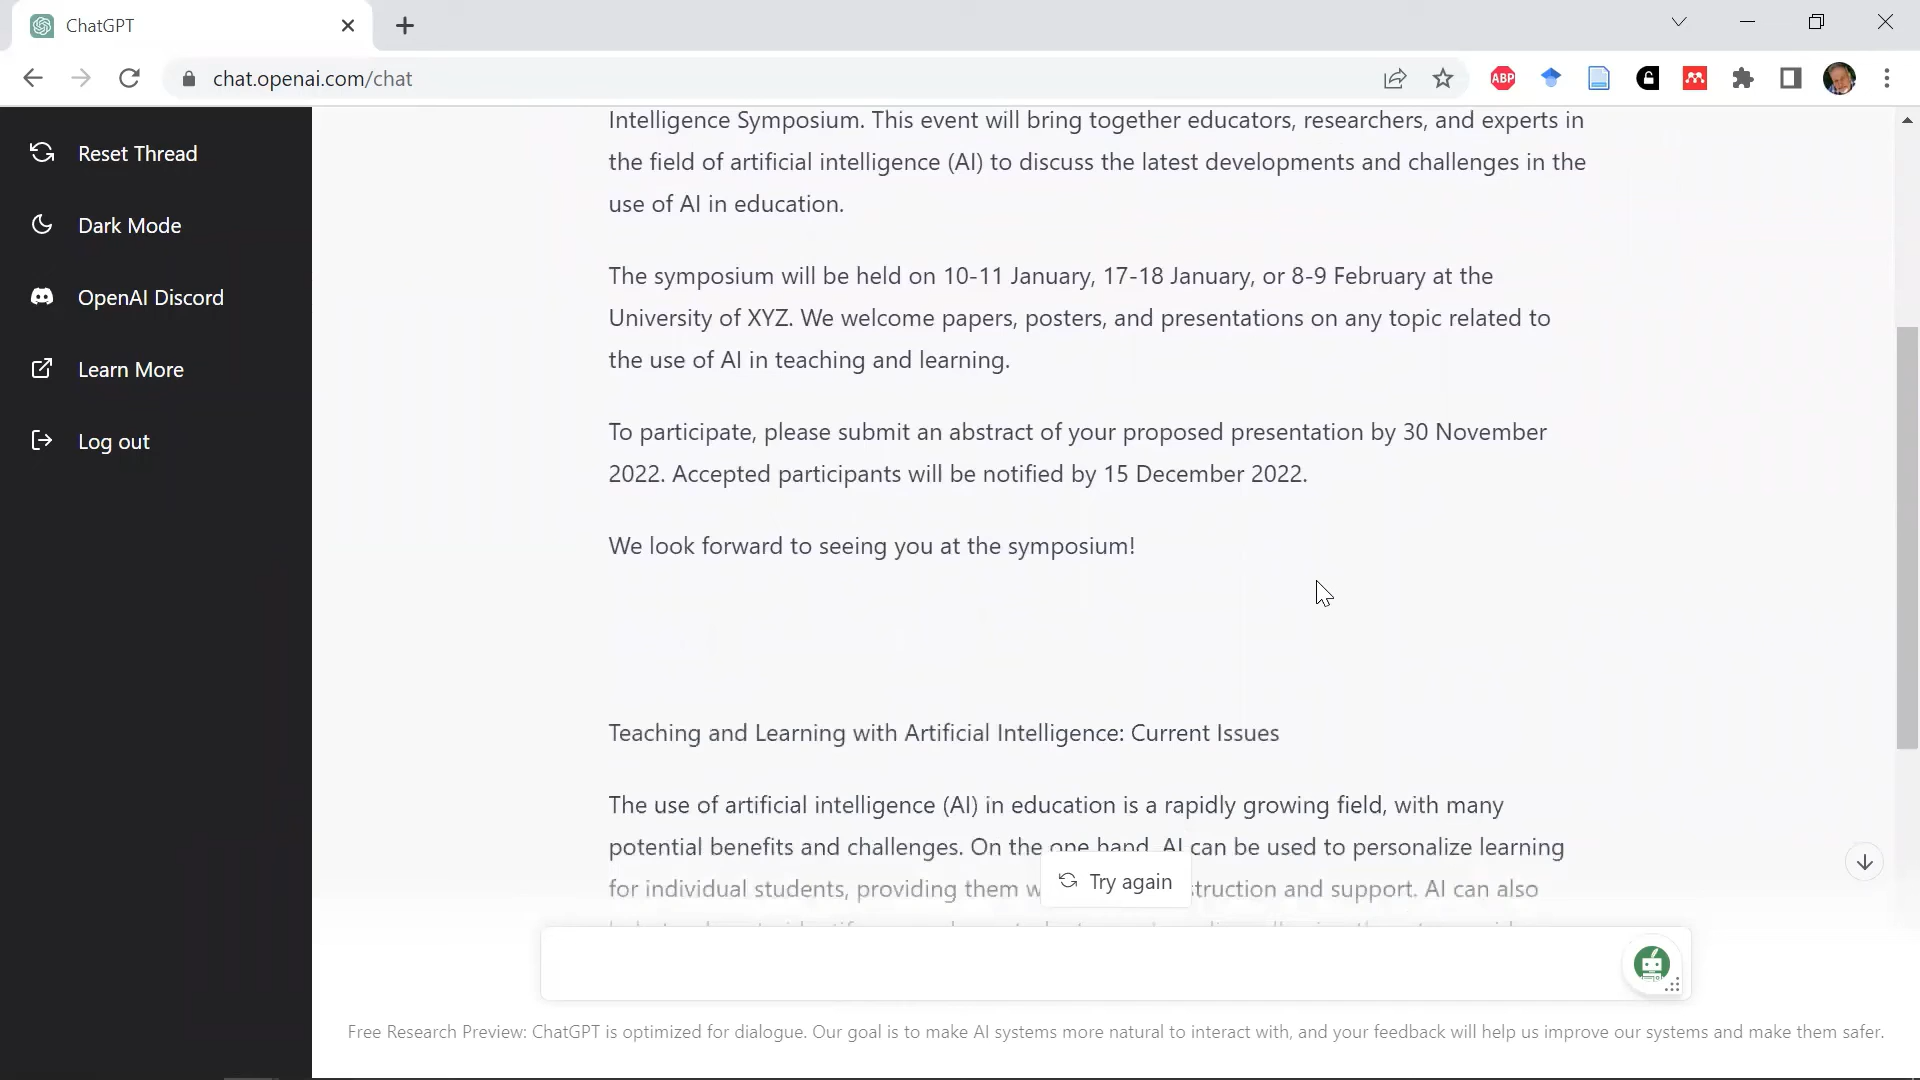 ChatGPT
chat.openai.com/chat
ABP
Reset Thread
Dark Mode
OpenAI Discord
Learn More
Log out
Intelligence Symposium. This event will bring together educators, researchers, and experts in
the field of artificial intelligence (AI) to discuss the latest developments and challenges in the
use of AI in education.
The symposium will be held on 10-11 January, 17-18 January, or 8-9 February at the
University of XYZ. We welcome papers, posters, and presentations on any topic related to
the use of AI in teaching and learning.
To participate, please submit an abstract of your proposed presentation by 30 November
2022. Accepted participants will be notified by 15 December 2022.
We look forward to seeing you at the symposium!
Teaching and Learning with Artificial Intelligence: Current Issues
The use of artificial intelligence (AI) in education is a rapidly growing field, with many
potential benefits and challenges. On the one hand, AI can be used to personalize learning
for individual students, providing them w
struction and support. AI can also
Try again
Free Research Preview: ChatGPT is optimized for dialogue. Our goal is to make AI systems more natural to interact with, and your feedback will help us improve our systems and make them safer.